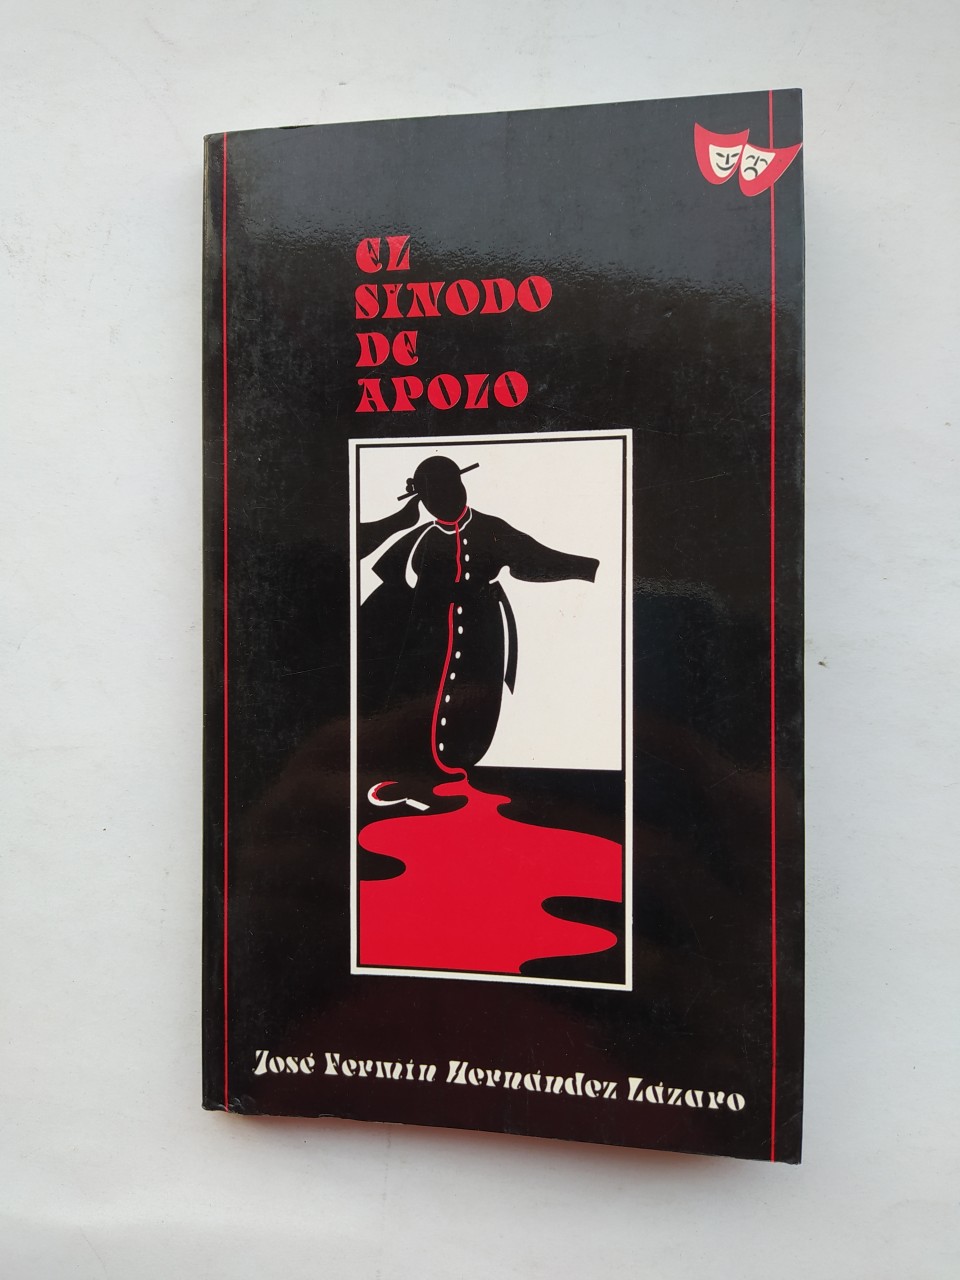 EL
SINODO
DE
APOLO
José Fermín Hernández Lázaro